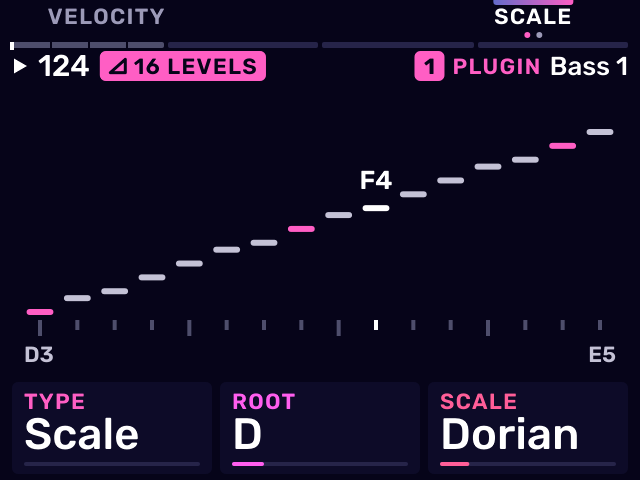 VELOCITY SCALE
124 16 LEVELS 1 PLUGIN Bass 1
F4
D3 E5
TYPE ROOT SCALE
Scale D Dorian